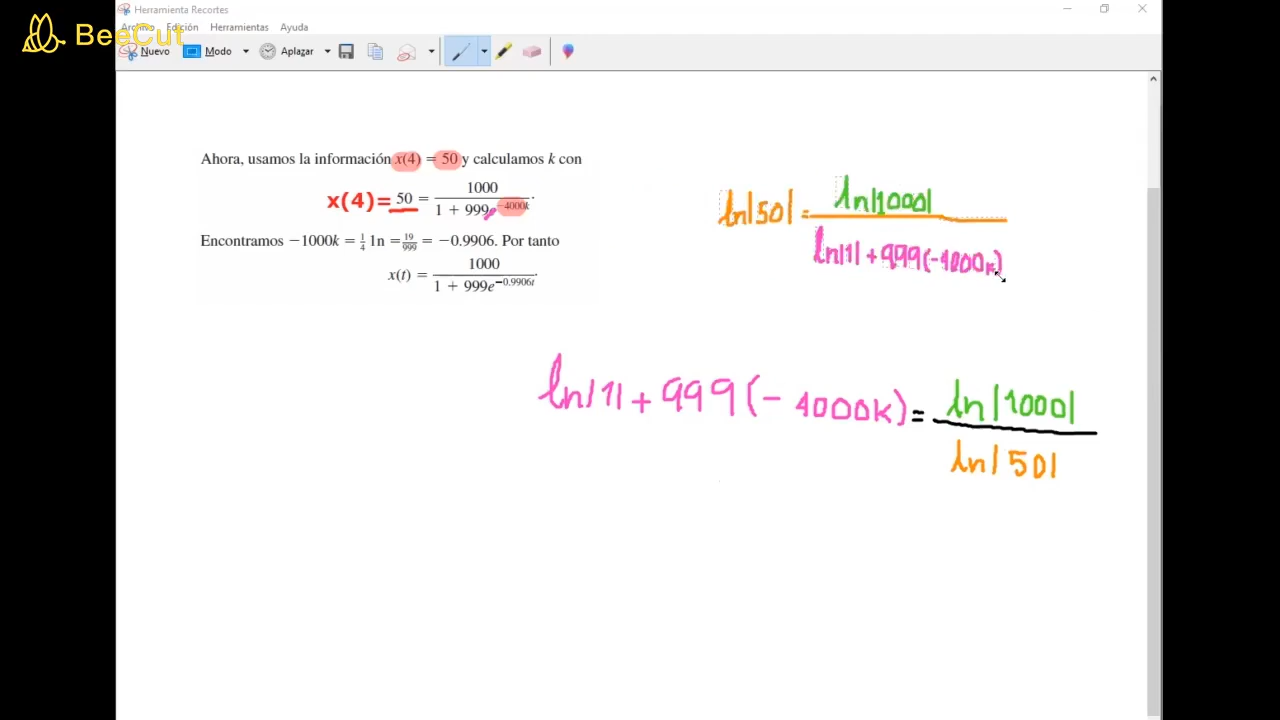 Herramienta Recortes
Archivo Edición Herramientas Ayuda
BeeCut
Nuevo Modo Aplazar
Ahora, usamos la información x(4) = 50 y calculamos k con
x(4)= 50 = 1000 / 1 + 999e^-4000k.
Encontramos −1000k = 1/4 ln = 19/999 = −0.9906. Por tanto
x(t) = 1000 / 1 + 999e^−0.9906t.
ln|50| = ln|1000| / ln|1| + 999(-4000k)
ln|1| + 999(-4000k) = ln|1000| / ln|50|